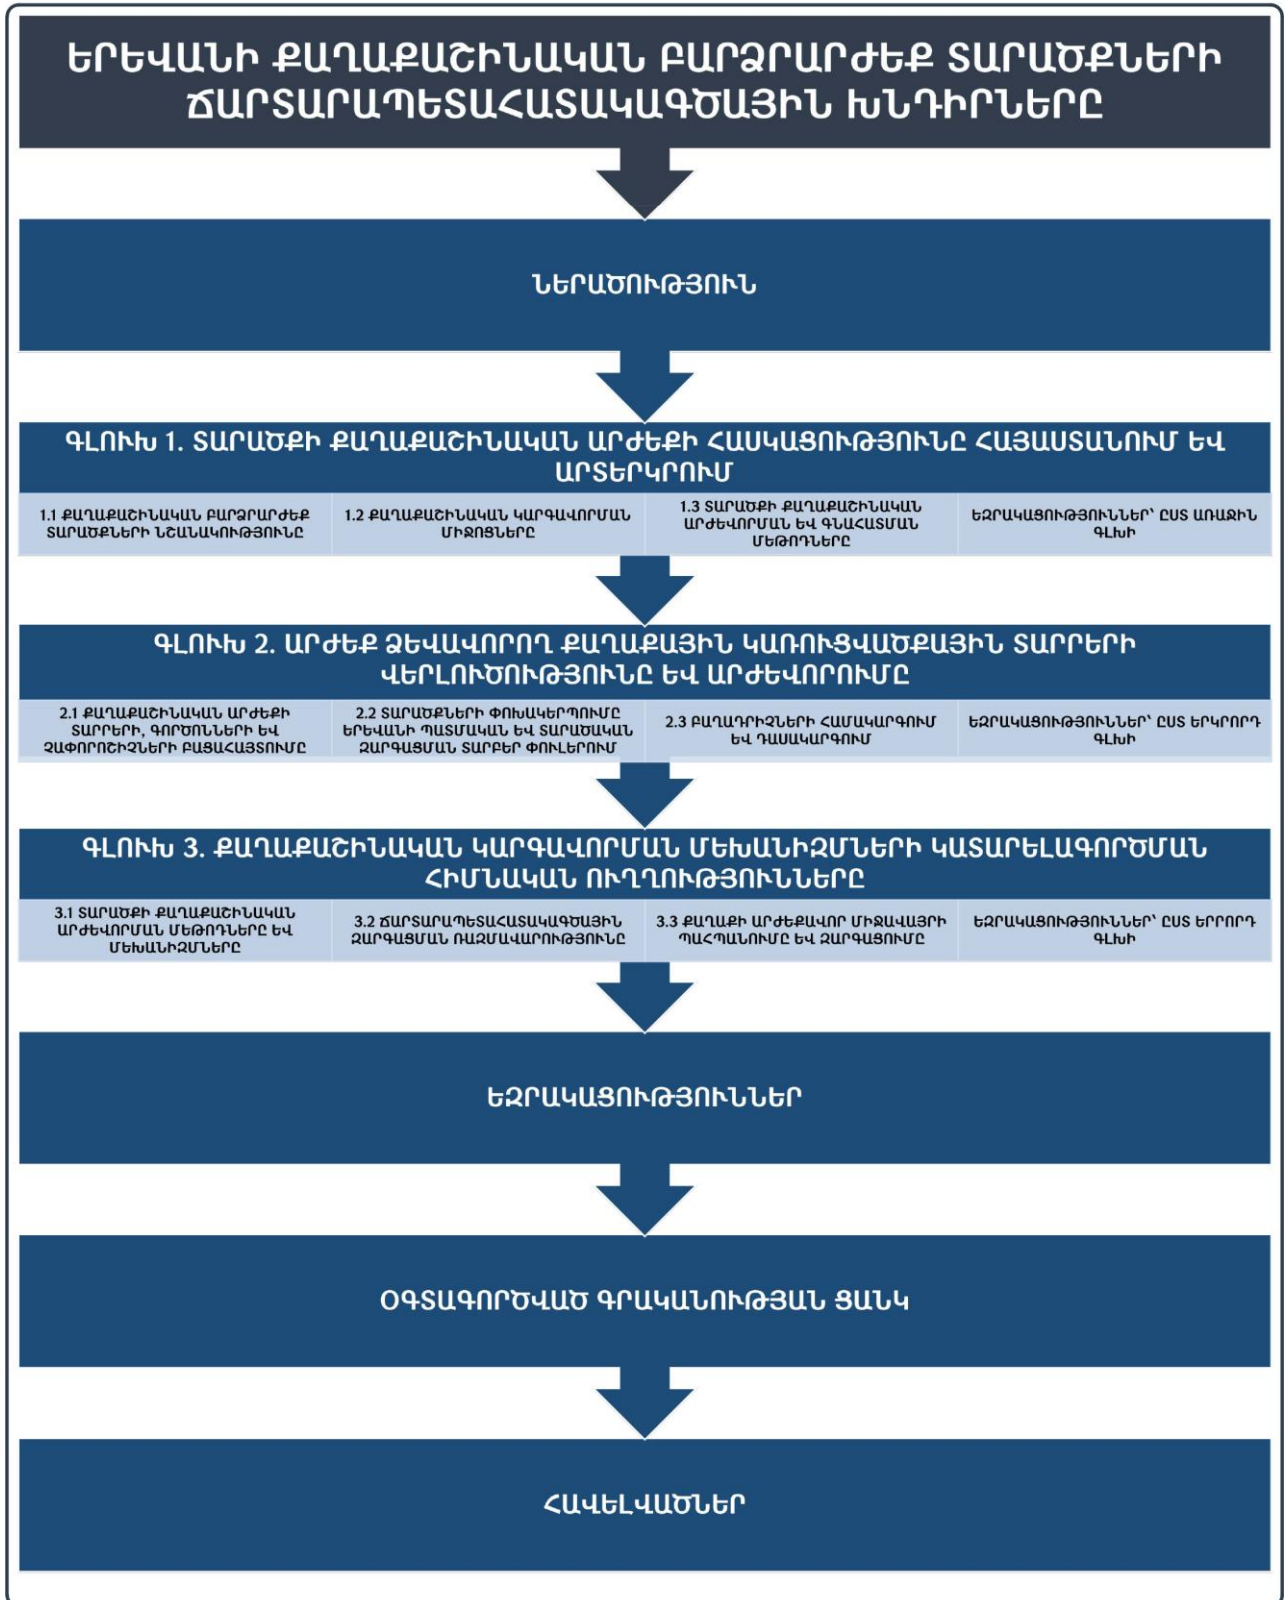 ԵՐԵՎԱՆԻ ՔԱՂԱՔԱՇԻՆԱԿԱՆ ԲԱՐՁՐԱՐԺԵՔ ՏԱՐԱԾՔՆԵՐԻ
ՃԱՐՏԱՐԱՊԵՏԱՀԱՏԱԿԱԳԾԱՅԻՆ ԽՆԴԻՐՆԵՐԸ
ՆԵՐԱԾՈՒԹՅՈՒՆ
ԳԼՈՒԽ 1. ՏԱՐԱԾՔԻ ՔԱՂԱՔԱՇԻՆԱԿԱՆ ԱՐԺԵՔԻ ՀԱՍԿԱՑՈՒԹՅՈՒՆԸ ՀԱՅԱՍՏԱՆՈՒՄ ԵՎ
ԱՐՏԵՐԿՐՈՒՄ
1.1 ՔԱՂԱՔԱՇԻՆԱԿԱՆ ԲԱՐՁՐԱՐԺԵՔ
ՏԱՐԱԾՔՆԵՐԻ ՆՇԱՆԱԿՈՒԹՅՈՒՆԸ
1.2 ՔԱՂԱՔԱՇԻՆԱԿԱՆ ԿԱՐԳԱՎՈՐՄԱՆ
ՄԻՋՈՑՆԵՐԸ
1.3 ՏԱՐԱԾՔԻ ՔԱՂԱՔԱՇԻՆԱԿԱՆ
ԱՐԺԵՎՈՐՄԱՆ ԵՎ ԳՆԱՀԱՏՄԱՆ
ՄԵԹՈԴՆԵՐԸ
ԵԶՐԱԿԱՑՈՒԹՅՈՒՆՆԵՐ՝ ԸՍՏ ԱՌԱՋԻՆ
ԳԼԽԻ
ԳԼՈՒԽ 2. ԱՐԺԵՔ ՁԵՎԱՎՈՐՈՂ ՔԱՂԱՔԱՅԻՆ ԿԱՌՈՒՑՎԱԾՔԱՅԻՆ ՏԱՐՐԵՐԻ
ՎԵՐԼՈՒԾՈՒԹՅՈՒՆԸ ԵՎ ԱՐԺԵՎՈՐՈՒՄԸ
2.1 ՔԱՂԱՔԱՇԻՆԱԿԱՆ ԱՐԺԵՔԻ
ՏԱՐՐԵՐԻ, ԳՈՐԾՈՆՆԵՐԻ ԵՎ
ՉԱՓՈՐՈՇԻՉՆԵՐԻ ԲԱՑԱՀԱՅՏՈՒՄԸ
2.2 ՏԱՐԱԾՔՆԵՐԻ ՓՈԽԱԿԵՐՊՈՒՄԸ
ԵՐԵՎԱՆԻ ՊԱՏՄԱԿԱՆ ԵՎ ՏԱՐԱԾԱԿԱՆ
ԶԱՐԳԱՑՄԱՆ ՏԱՐԲԵՐ ՓՈՒԼԵՐՈՒՄ
2.3 ԲԱՂԱԴՐԻՉՆԵՐԻ ՀԱՄԱԿԱՐԳՈՒՄ
ԵՎ ԴԱՍԱԿԱՐԳՈՒՄ
ԵԶՐԱԿԱՑՈՒԹՅՈՒՆՆԵՐ՝ ԸՍՏ ԵՐԿՐՈՐԴ
ԳԼԽԻ
ԳԼՈՒԽ 3. ՔԱՂԱՔԱՇԻՆԱԿԱՆ ԿԱՐԳԱՎՈՐՄԱՆ ՄԵԽԱՆԻԶՄՆԵՐԻ ԿԱՏԱՐԵԼԱԳՈՐԾՄԱՆ
ՀԻՄՆԱԿԱՆ ՈՒՂՂՈՒԹՅՈՒՆՆԵՐԸ
3.1 ՏԱՐԱԾՔԻ ՔԱՂԱՔԱՇԻՆԱԿԱՆ
ԱՐԺԵՎՈՐՄԱՆ ՄԵԹՈԴՆԵՐԸ ԵՎ
ՄԵԽԱՆԻԶՄՆԵՐԸ
3.2 ՃԱՐՏԱՐԱՊԵՏԱՀԱՏԱԿԱԳԾԱՅԻՆ
ԶԱՐԳԱՑՄԱՆ ՌԱԶՄԱՎԱՐՈՒԹՅՈՒՆԸ
3.3 ՔԱՂԱՔԻ ԱՐԺԵՔԱՎՈՐ ՄԻՋԱՎԱՅՐԻ
ՊԱՀՊԱՆՈՒՄԸ ԵՎ ԶԱՐԳԱՑՈՒՄԸ
ԵԶՐԱԿԱՑՈՒԹՅՈՒՆՆԵՐ՝ ԸՍՏ ԵՐՐՈՐԴ
ԳԼԽԻ
ԵԶՐԱԿԱՑՈՒԹՅՈՒՆՆԵՐ
ՕԳՏԱԳՈՐԾՎԱԾ ԳՐԱԿԱՆՈՒԹՅԱՆ ՑԱՆԿ
ՀԱՎԵԼՎԱԾՆԵՐ